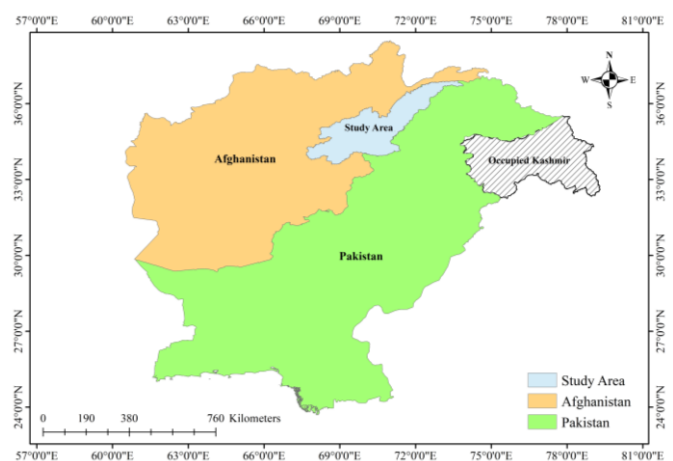 57°0'0"E 60°0'0"E 63°0'0"E 66°0'0"E 69°0'0"E 72°0'0"E 75°0'0"E 78°0'0"E 81°0'0"E
N
W E
S
36°0'0"N 36°0'0"N
Study Area
Afghanistan
Occupied Kashmir
33°0'0"N 33°0'0"N
Pakistan
30°0'0"N 30°0'0"N
27°0'0"N 27°0'0"N
Study Area
Afghanistan
Pakistan
24°0'0"N 24°0'0"N
0 190 380 760 Kilometers
57°0'0"E 60°0'0"E 63°0'0"E 66°0'0"E 69°0'0"E 72°0'0"E 75°0'0"E 78°0'0"E 81°0'0"E